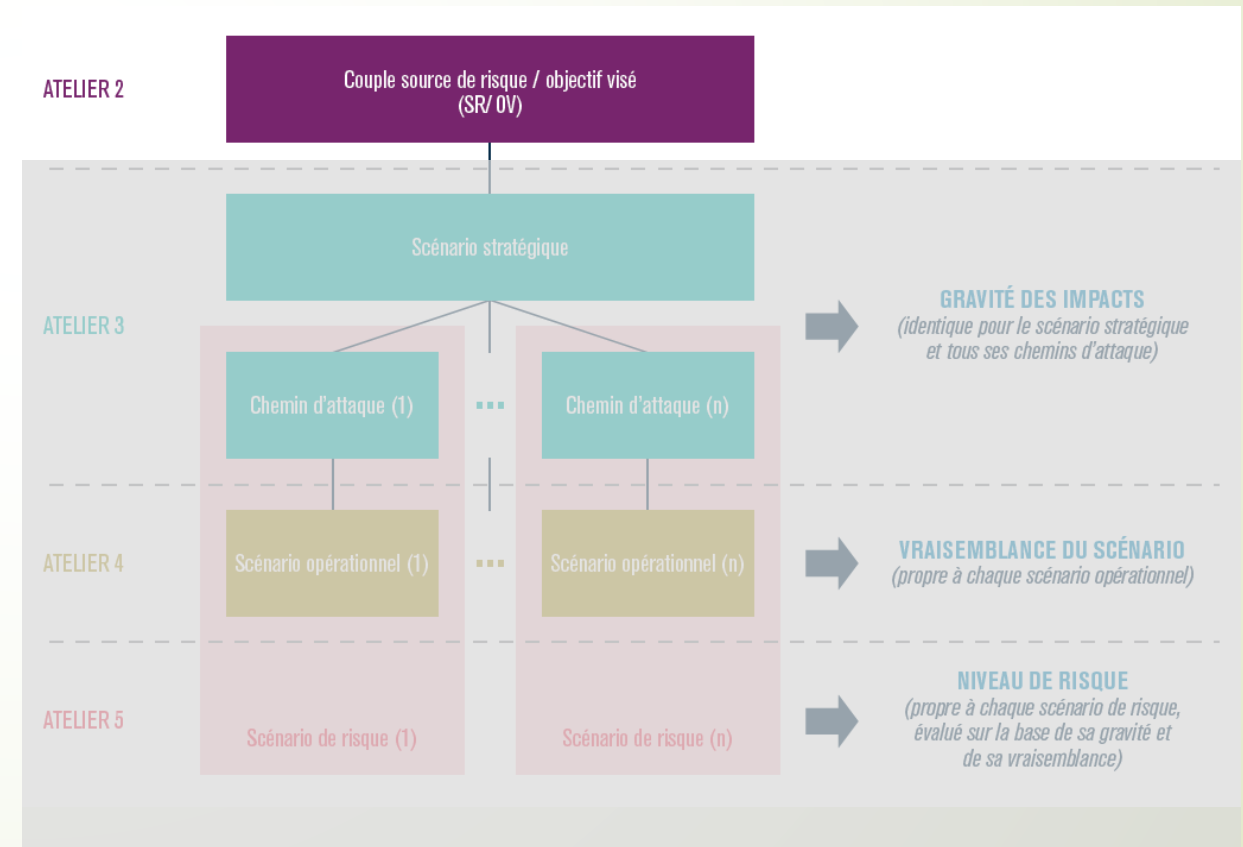 ATELIER 2
Couple source de risque / objectif visé
(SR/ OV)
Scénario stratégique
ATELIER 3
GRAVITÉ DES IMPACTS
(identique pour le scénario stratégique
et tous ses chemins d'attaque)
Chemin d'attaque (1)
...
Chemin d'attaque (n)
ATELIER 4
Scénario opérationnel (1)
...
Scénario opérationnel (n)
VRAISEMBLANCE DU SCÉNARIO
(propre à chaque scénario opérationnel)
ATELIER 5
Scénario de risque (1)
Scénario de risque (n)
NIVEAU DE RISQUE
(propre à chaque scénario de risque,
évalué sur la base de sa gravité et
de sa vraisemblance)